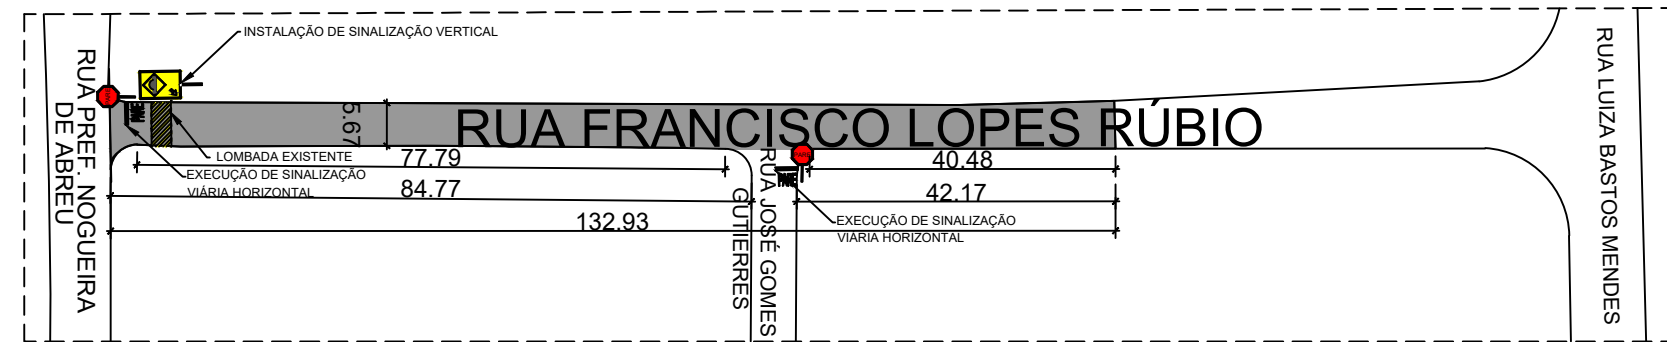 INSTALAÇÃO DE SINALIZAÇÃO VERTICAL
RUA PREF. NOGUEIRA
DE ABREU
5.67
RUA FRANCISCO LOPES RÚBIO
RUA LUIZA BASTOS MENDES
LOMBADA EXISTENTE
EXECUÇÃO DE SINALIZAÇÃO
VIÁRIA HORIZONTAL
77.79
84.77
132.93
RUA JOSÉ GOMES
GUTIERRES
40.48
42.17
EXECUÇÃO DE SINALIZAÇÃO
VIÁRIA HORIZONTAL